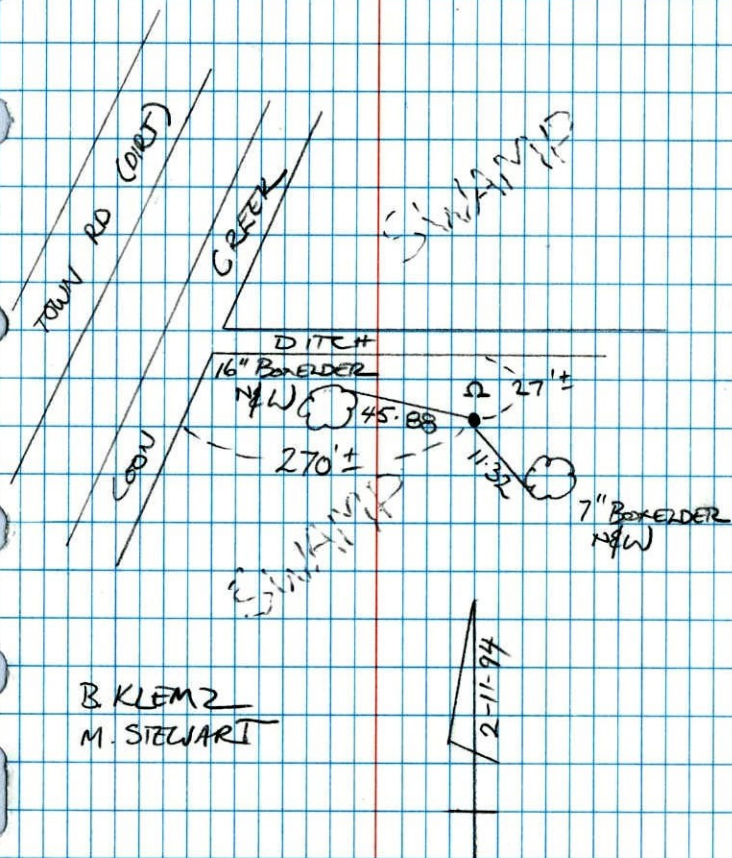 TOWN RD (DIRT)
COON CREEK
SWAMP
DITCH
16" BOXELDER
N&W
45.88
Ω
27'±
270'±
11.32
7" BOXELDER
N&W
SWAMP
2-11-94
B. KLEMZ
M. STEWART